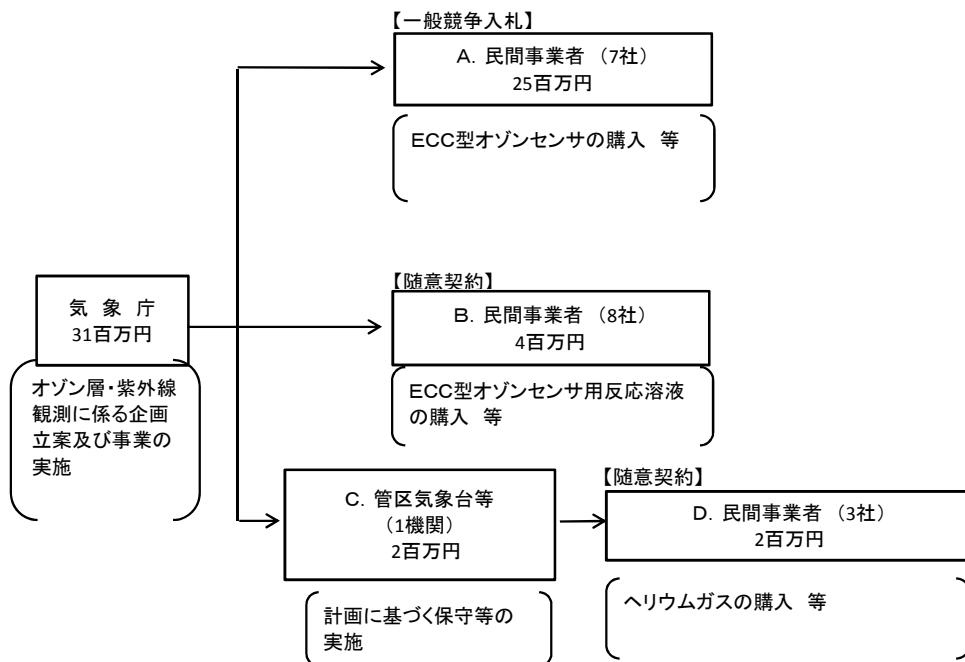 【一般競争入札】
A. 民間事業者 （7社）
25百万円
ECC型オゾンセンサの購入 等
【随意契約】
B. 民間事業者 （8社）
4百万円
ECC型オゾンセンサ用反応溶液
の購入 等
気 象 庁
31百万円
オゾン層・紫外線
観測に係る企画
立案及び事業の
実施
C. 管区気象台等
（1機関）
2百万円
計画に基づく保守等の
実施
【随意契約】
D. 民間事業者 （3社）
2百万円
ヘリウムガスの購入 等